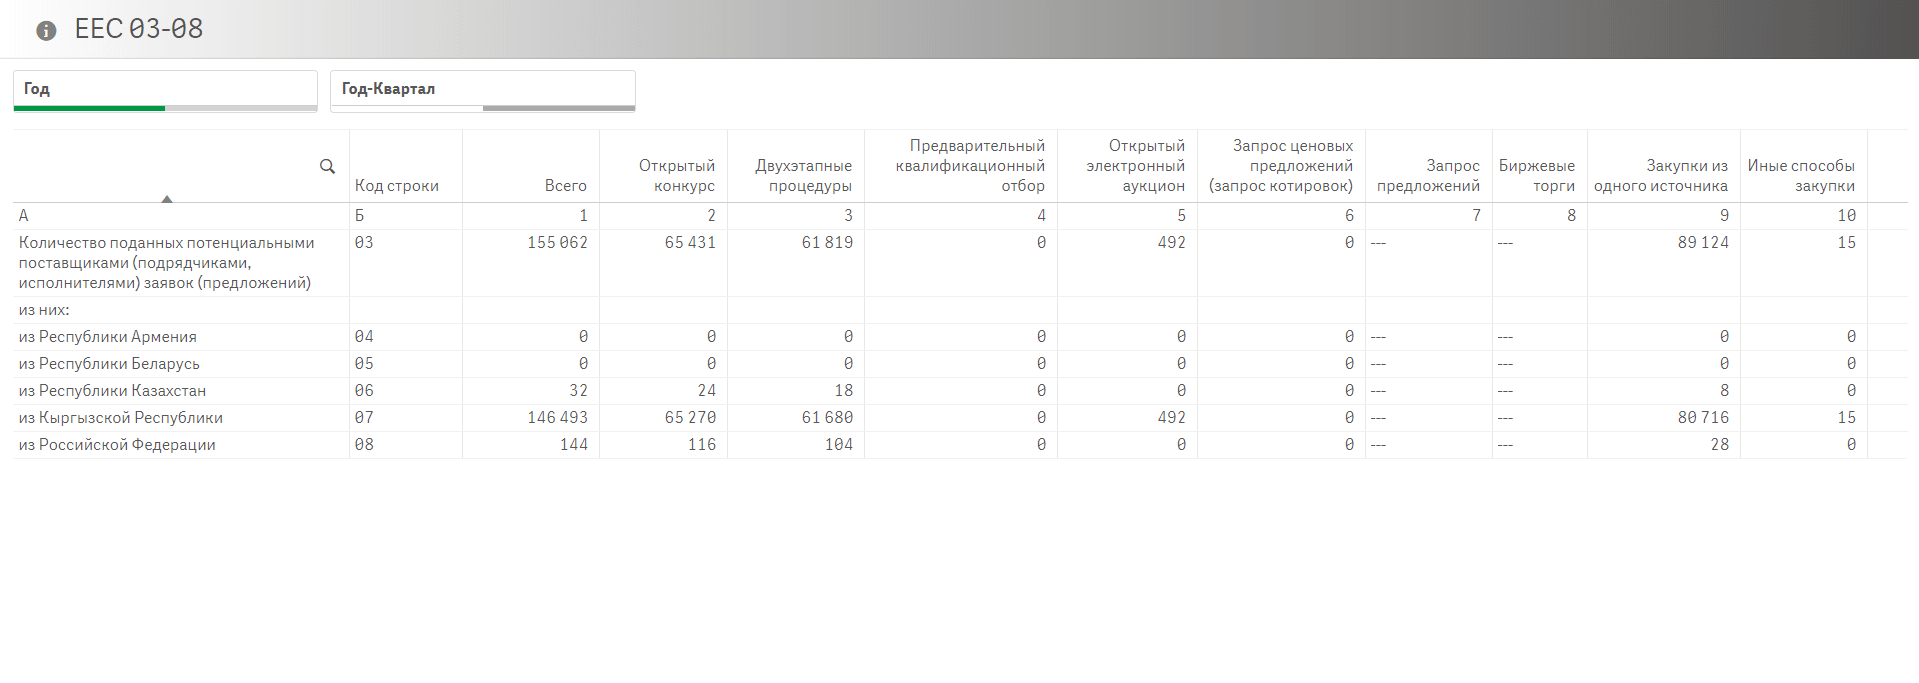 EEC 03-08
Год
Год-Квартал
Код строки
Всего
Открытый
конкурс
Двухэтапные
процедуры
Предварительный
квалификационный
отбор
Открытый
электронный
аукцион
Запрос ценовых
предложений
(запрос котировок)
Запрос
предложений
Биржевые
торги
Закупки из
одного источника
Иные способы
закупки
А Б 1 2 3 4 5 6 7 8 9 10
Количество поданных потенциальными 03 155 062 65 431 61 819 0 492 0 --- --- 89 124 15
поставщиками (подрядчиками,
исполнителями) заявок (предложений)
из них:
из Республики Армения 04 0 0 0 0 0 0 --- --- 0 0
из Республики Беларусь 05 0 0 0 0 0 0 --- --- 0 0
из Республики Казахстан 06 32 24 18 0 0 0 --- --- 8 0
из Кыргызской Республики 07 146 493 65 270 61 680 0 492 0 --- --- 80 716 15
из Российской Федерации 08 144 116 104 0 0 0 --- --- 28 0